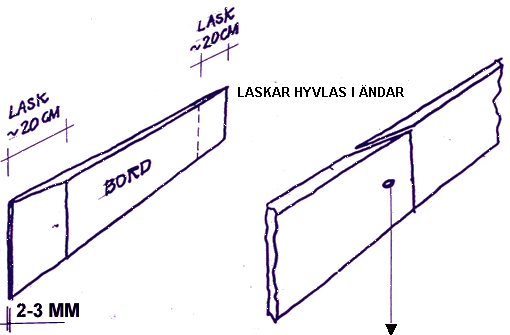 LASK
~20CM
LASKAR HYVLAS I ÄNDAR
LASK
~20CM
BORD
2-3 MM